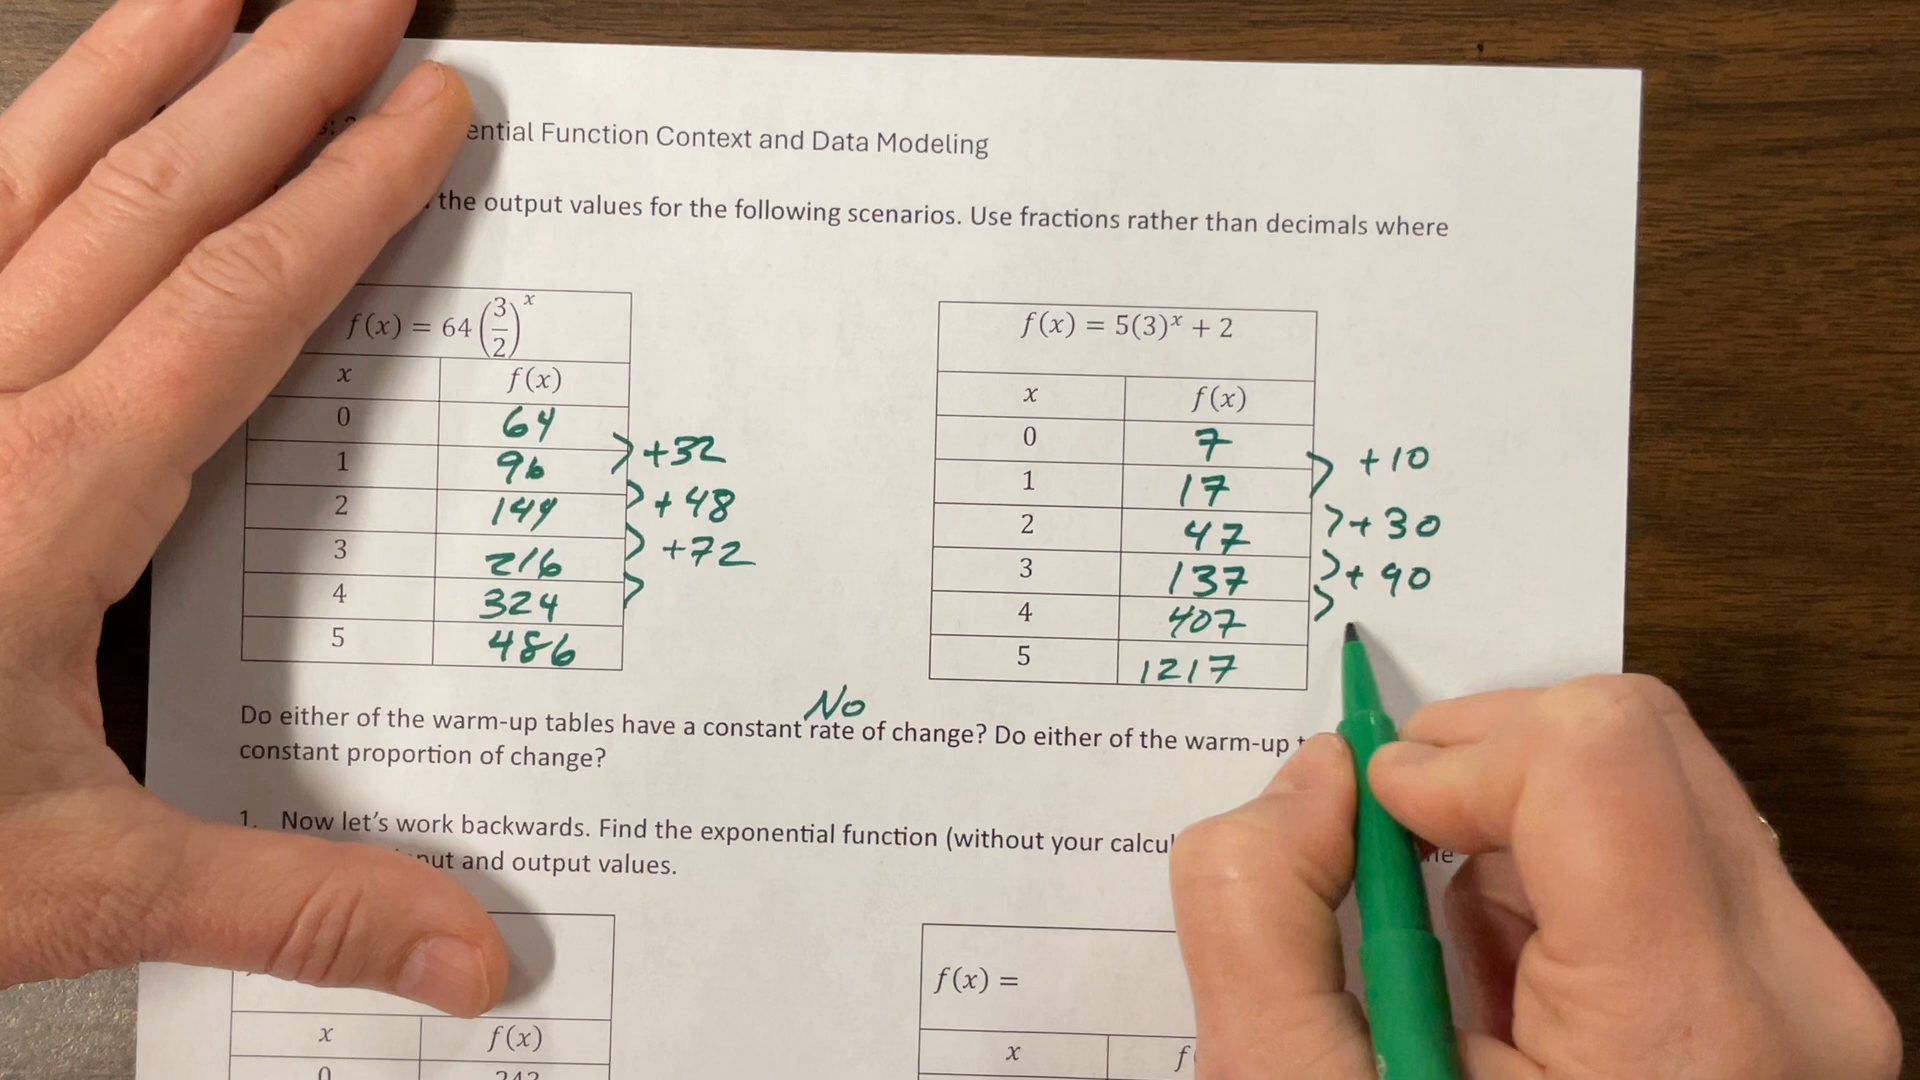 ential Function Context and Data Modeling
the output values for the following scenarios. Use fractions rather than decimals where
f(x) = 64(3/2)^x
x f(x)
0 64
1 96
2 144
3 216
4 324
5 486
+32
+48
+72
f(x) = 5(3)^x + 2
x f(x)
0 7
1 17
2 47
3 137
4 407
5 1217
+10
+30
+90
No
Do either of the warm-up tables have a constant rate of change? Do either of the warm-up
constant proportion of change?
1. Now let's work backwards. Find the exponential function (without your
and output values.
x f(x)
0
f(x) =
x f